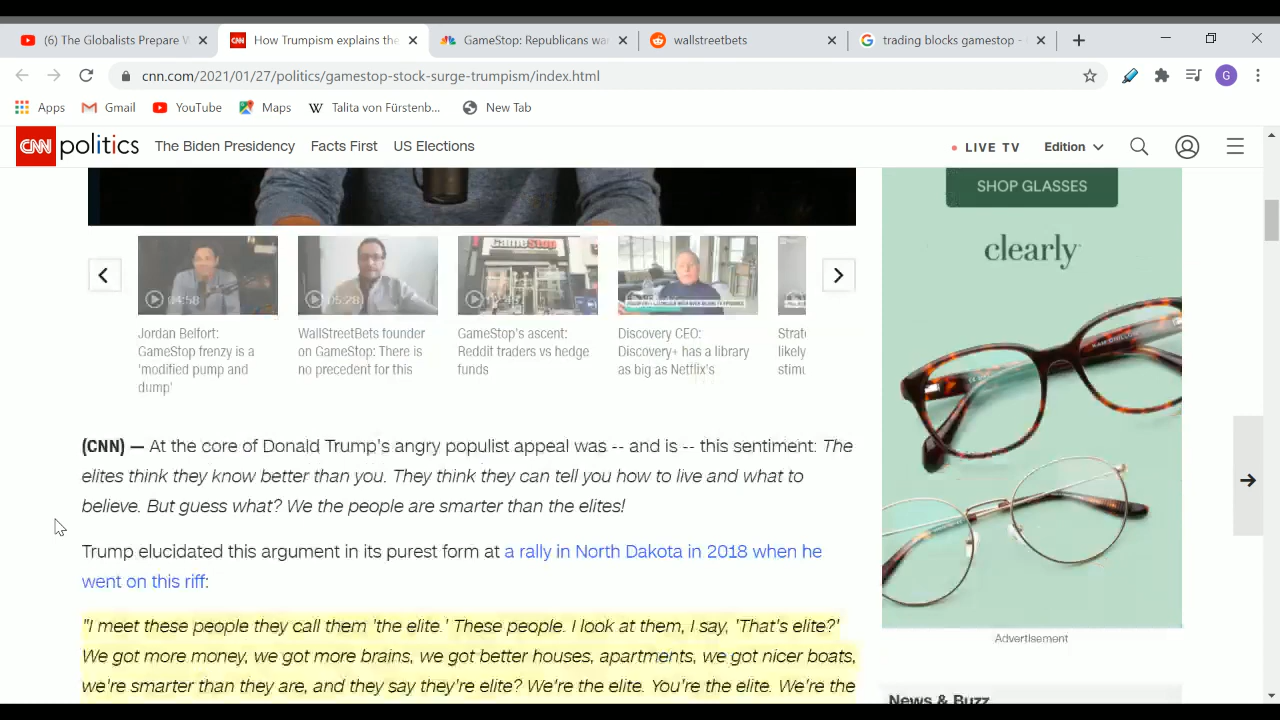 (6) The Globalists Prepare W
How Trumpism explains the
GameStop: Republicans wa
wallstreetbets
trading blocks gamestop -
cnn.com/2021/01/27/politics/gamestop-stock-surge-trumpism/index.html
G
Apps
Gmail
YouTube
Maps
Talita von Fürstenb...
New Tab
CNN politics
The Biden Presidency
Facts First
US Elections
LIVE TV
Edition
SHOP GLASSES
clearly
GameStop
04:58
05:28
Jordan Belfort:
GameStop frenzy is a
'modified pump and
dump'
WallStreetBets founder
on GameStop: There is
no precedent for this
GameStop's ascent:
Reddit traders vs hedge
funds
Discovery CEO:
Discovery+ has a library
as big as Netflix's
Strate
likely
stimu
(CNN) — At the core of Donald Trump's angry populist appeal was -- and is -- this sentiment: The
elites think they know better than you. They think they can tell you how to live and what to
believe. But guess what? We the people are smarter than the elites!
Trump elucidated this argument in its purest form at a rally in North Dakota in 2018 when he
went on this riff:
"I meet these people they call them 'the elite.' These people. I look at them, I say, 'That's elite?'
We got more money, we got more brains, we got better houses, apartments, we got nicer boats,
we're smarter than they are, and they say they're elite? We're the elite. You're the elite. We're the
Advertisement
News & Buzz